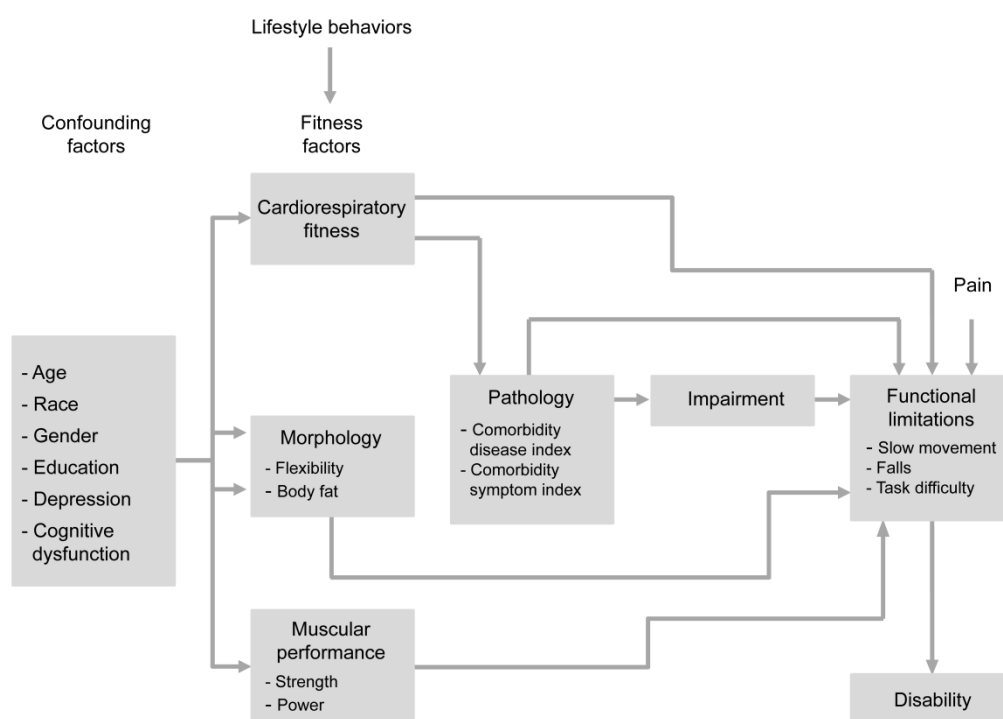 Lifestyle behaviors
Confounding
factors
Fitness
factors
Cardiorespiratory
fitness
Pain
- Age
- Race
- Gender
- Education
- Depression
- Cognitive
dysfunction
Morphology
- Flexibility
- Body fat
Pathology
- Comorbidity
disease index
- Comorbidity
symptom index
Impairment
Functional
limitations
- Slow movement
- Falls
- Task difficulty
Muscular
performance
- Strength
- Power
Disability